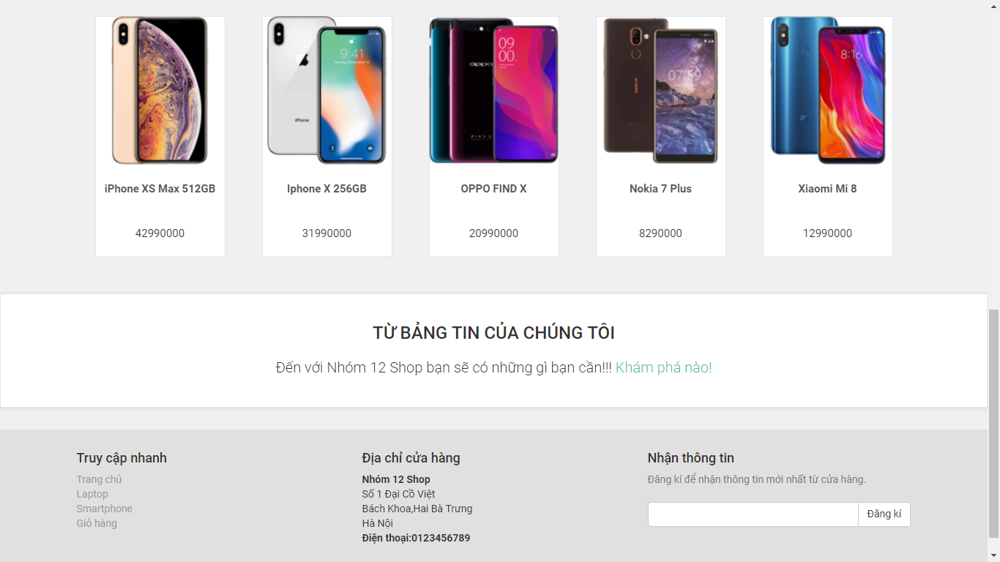 9:41
Tuesday, September 12
iPhone
09
00
oppo
FIND X
NOKIA
07:59
8:16
iPhone XS Max 512GB
Iphone X 256GB
OPPO FIND X
Nokia 7 Plus
Xiaomi Mi 8
42990000
31990000
20990000
8290000
12990000
TỪ BẢNG TIN CỦA CHÚNG TÔI
Đến với Nhóm 12 Shop bạn sẽ có những gì bạn cần!!! Khám phá nào!
Truy cập nhanh
Trang chủ
Laptop
Smartphone
Giỏ hàng
Địa chỉ cửa hàng
Nhóm 12 Shop
Số 1 Đại Cồ Việt
Bách Khoa,Hai Bà Trưng
Hà Nội
Điện thoại:0123456789
Nhận thông tin
Đăng kí để nhận thông tin mới nhất từ cửa hàng.
Đăng kí